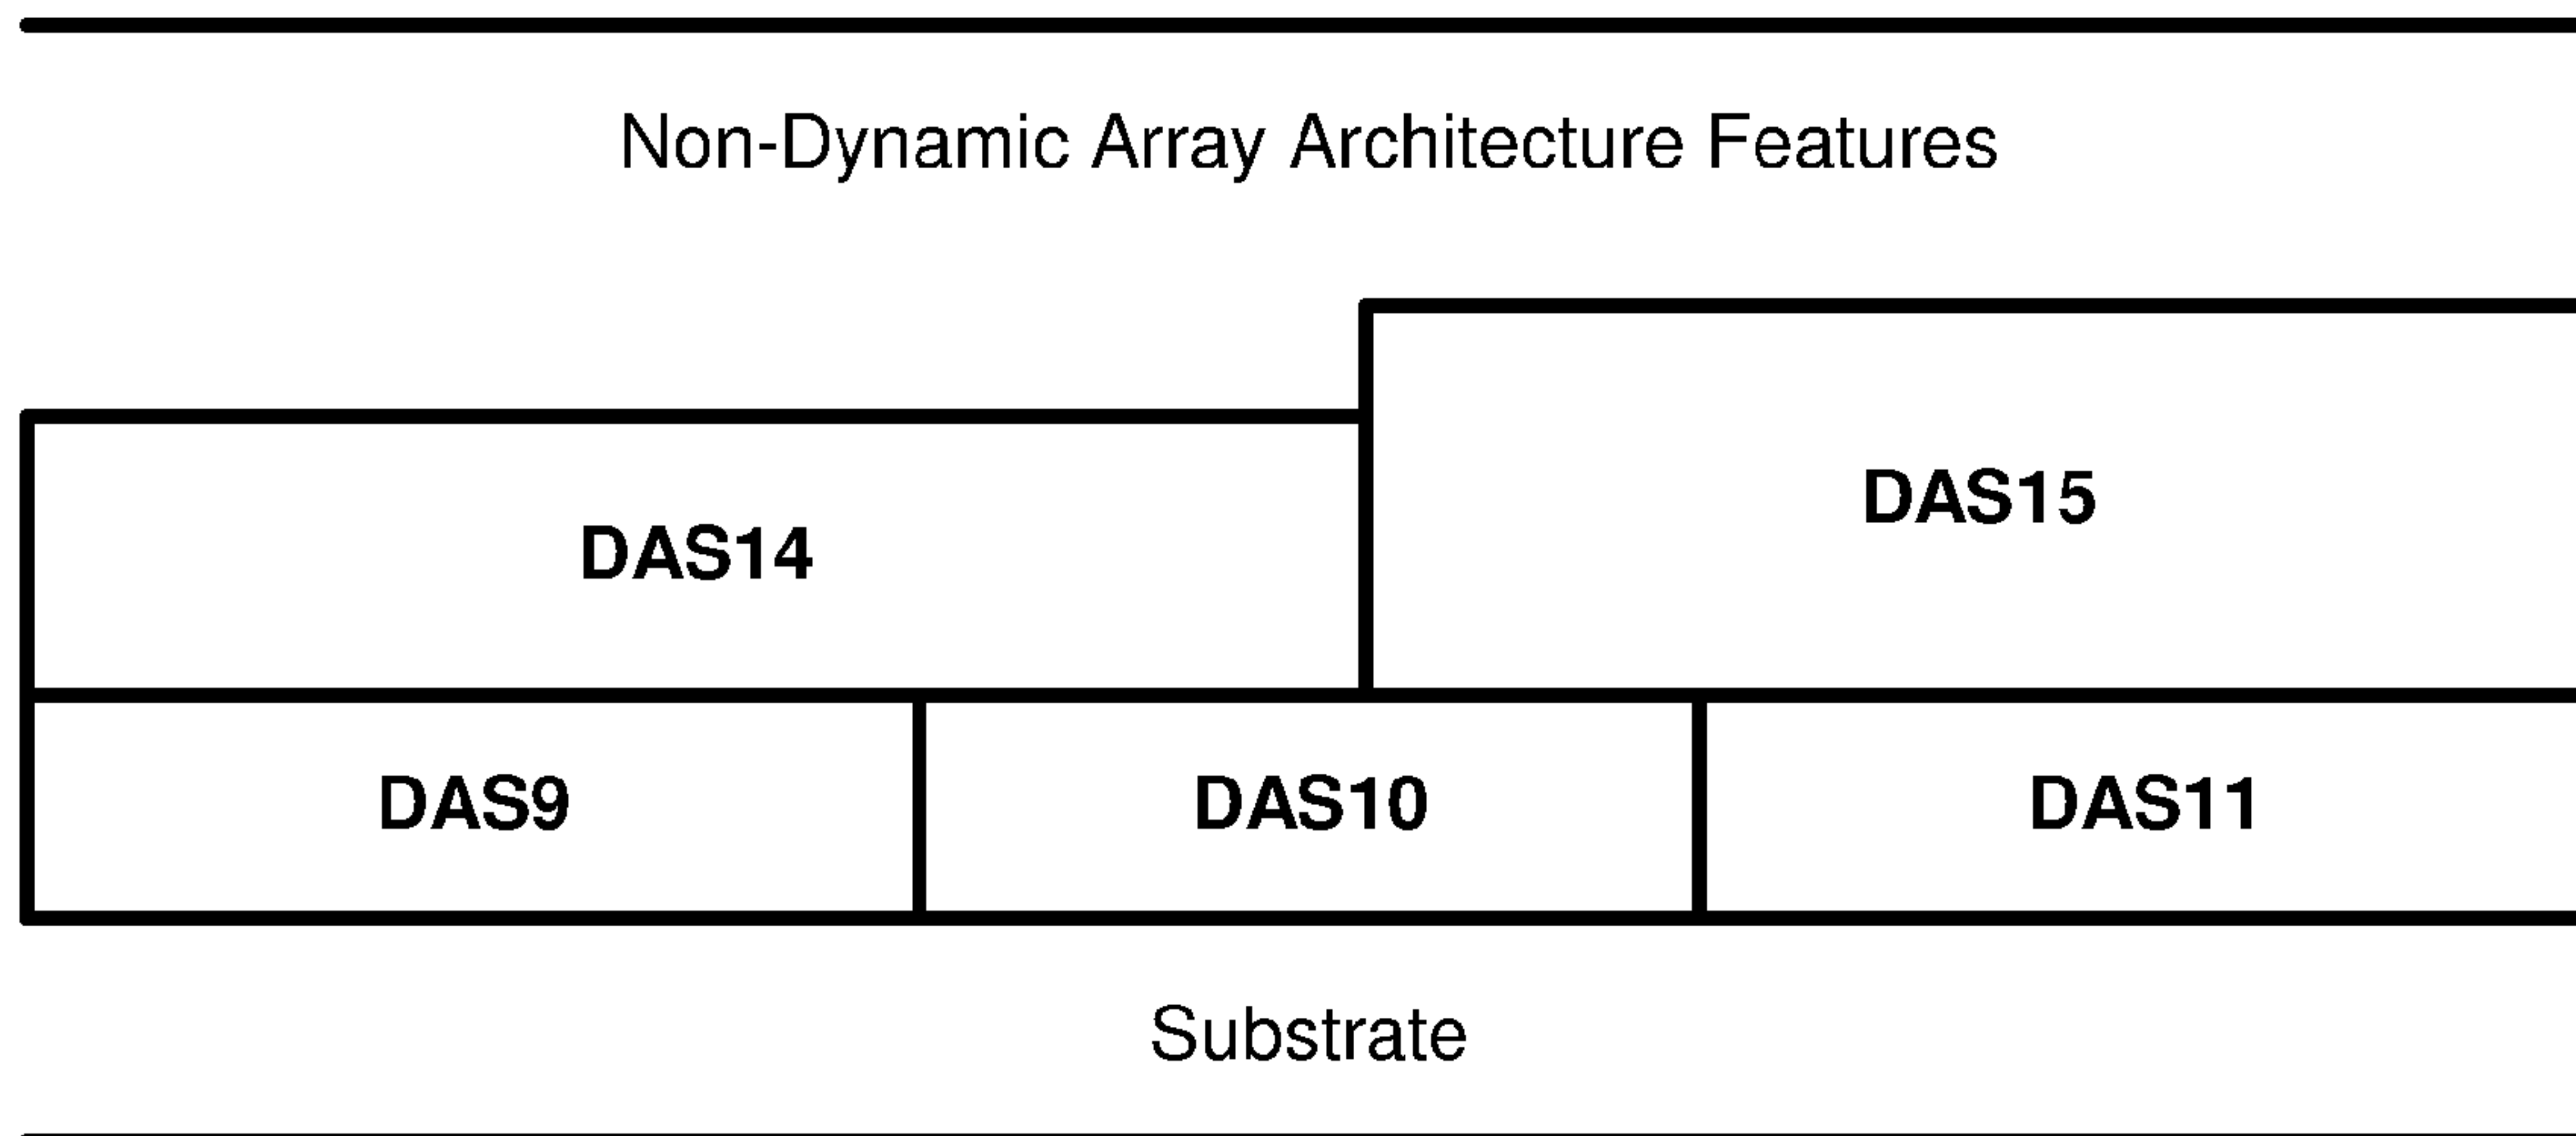 Non-Dynamic Array Architecture Features
DAS15
DAS14
DAS9
DAS10
DAS11
Substrate